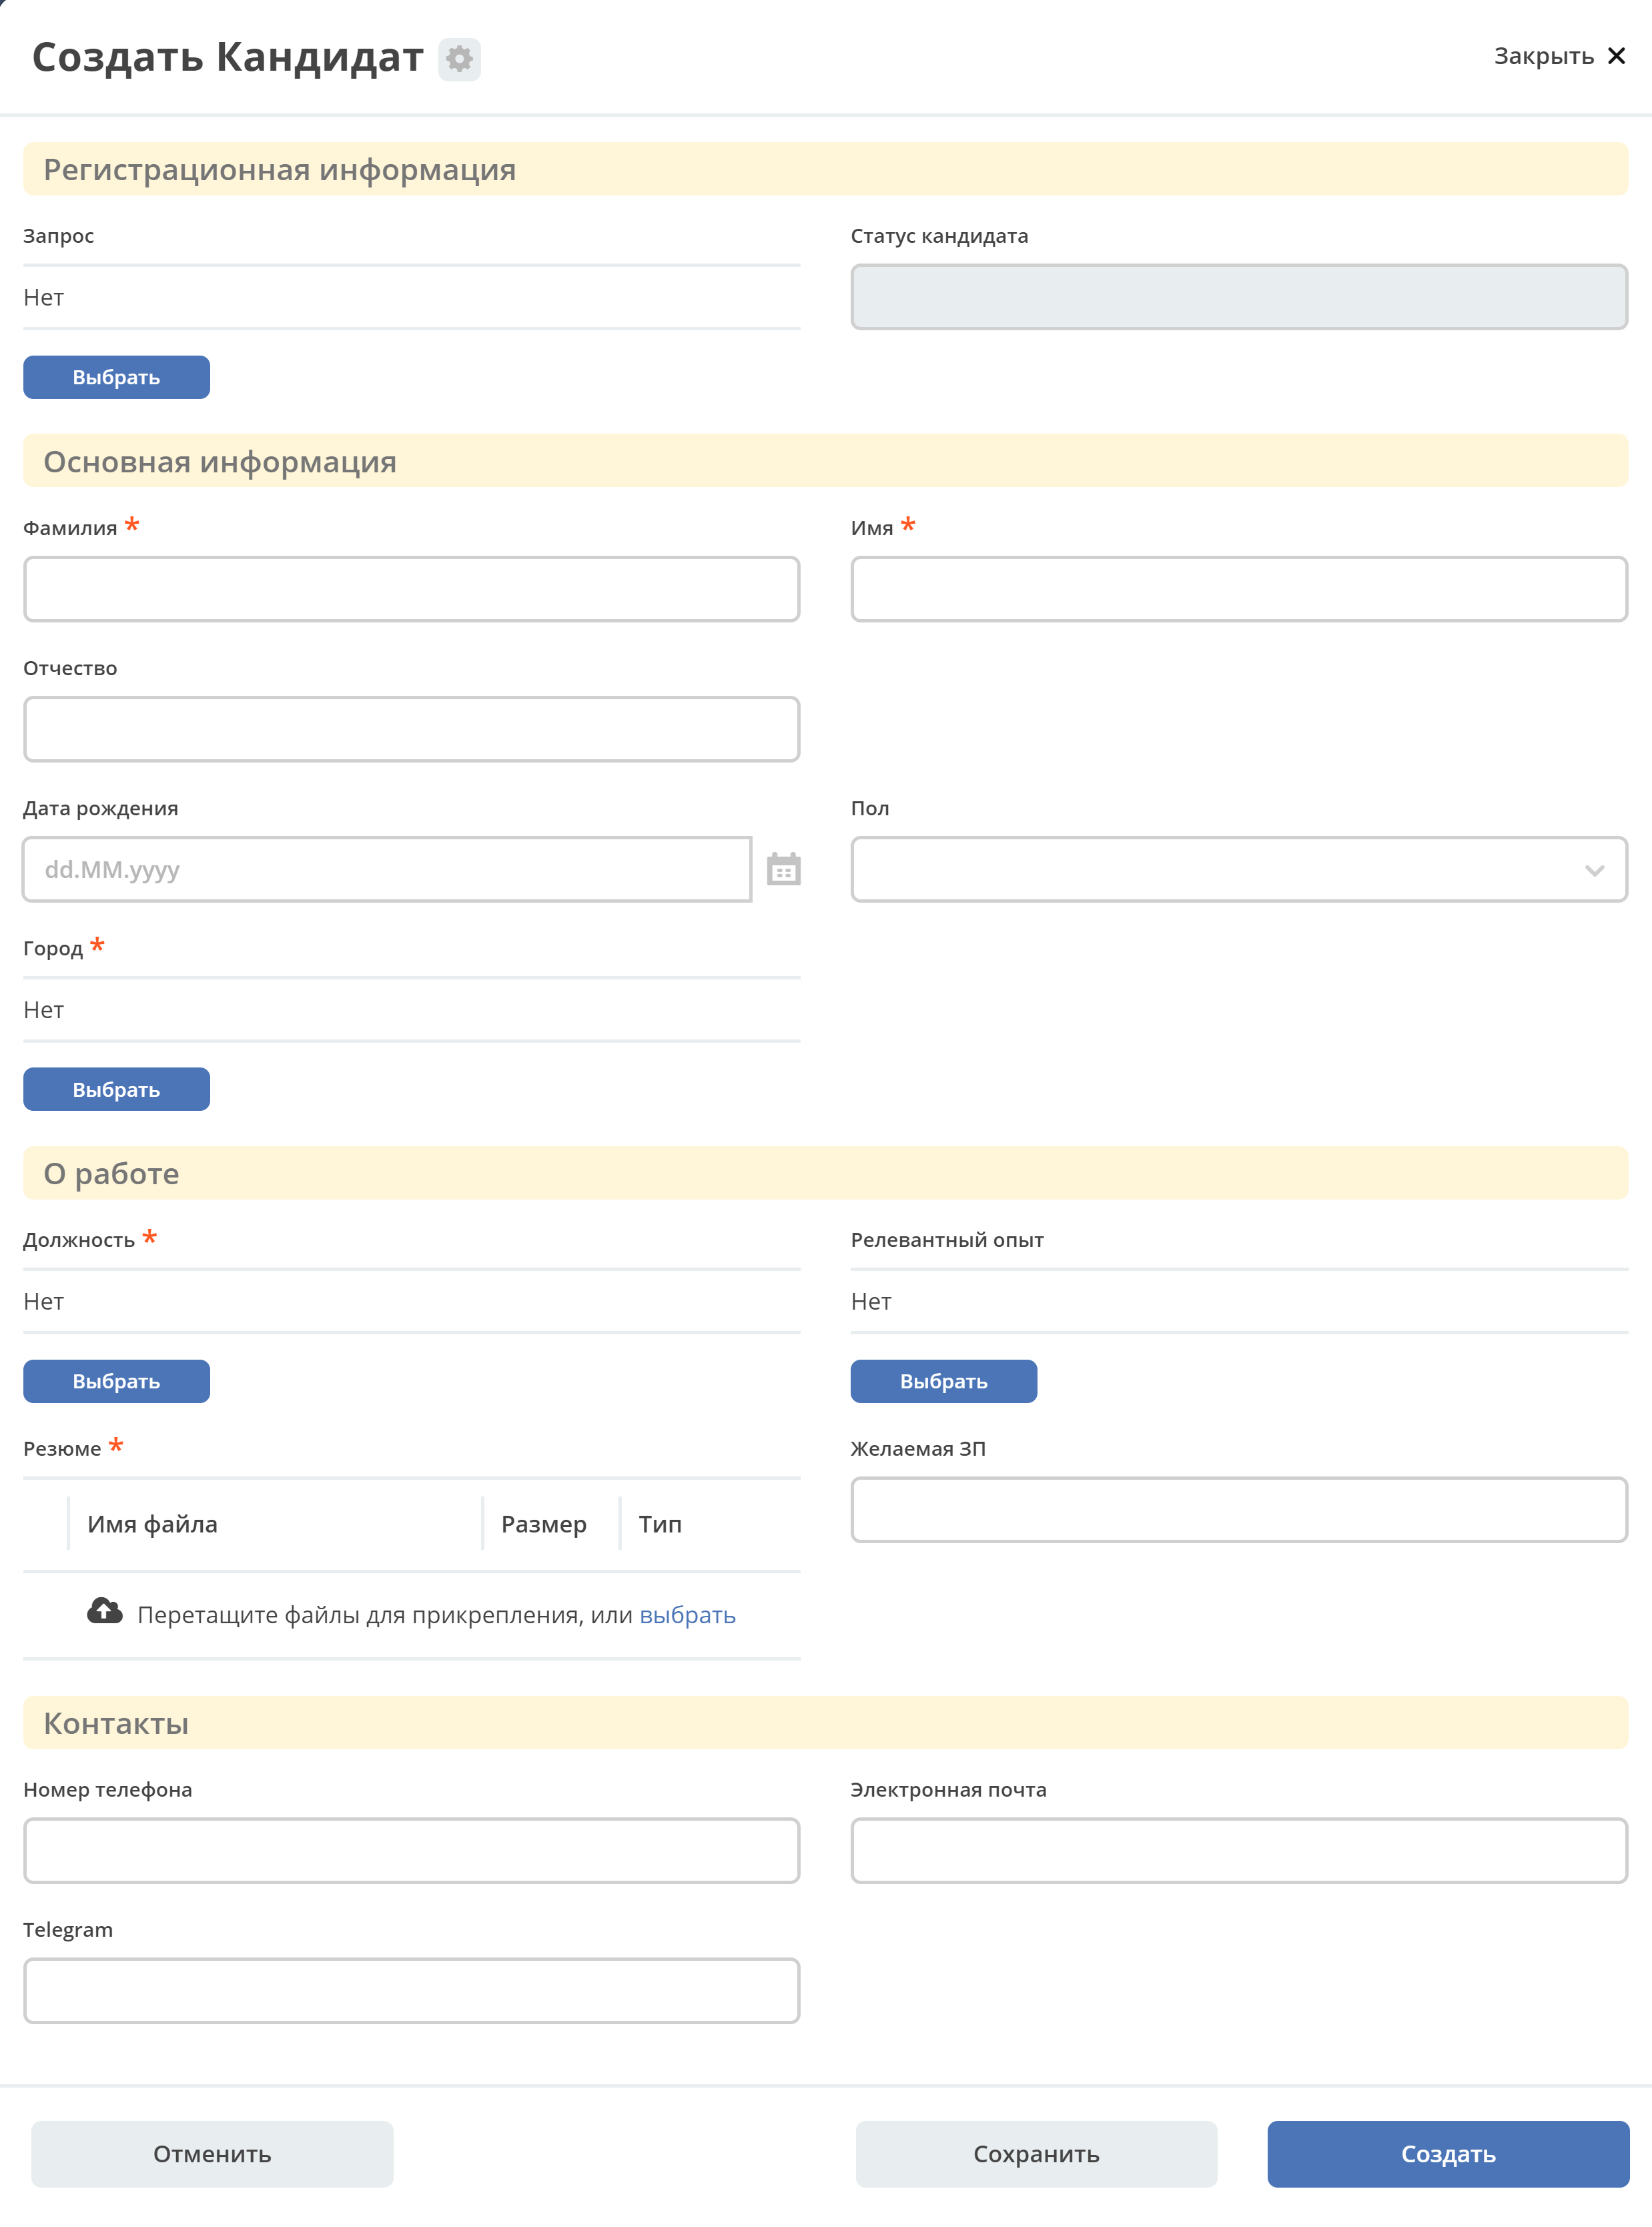 Создать Кандидат
Закрыть
Регистрационная информация
Запрос
Статус кандидата
Нет
Выбрать
Основная информация
Фамилия *
Имя *
Отчество
Дата рождения
Пол
dd.MM.yyyy
Город *
Нет
Выбрать
О работе
Должность *
Релевантный опыт
Нет
Нет
Выбрать
Выбрать
Резюме *
Желаемая ЗП
Имя файла Размер Тип
Перетащите файлы для прикрепления, или выбрать
Контакты
Номер телефона
Электронная почта
Telegram
Отменить
Сохранить
Создать